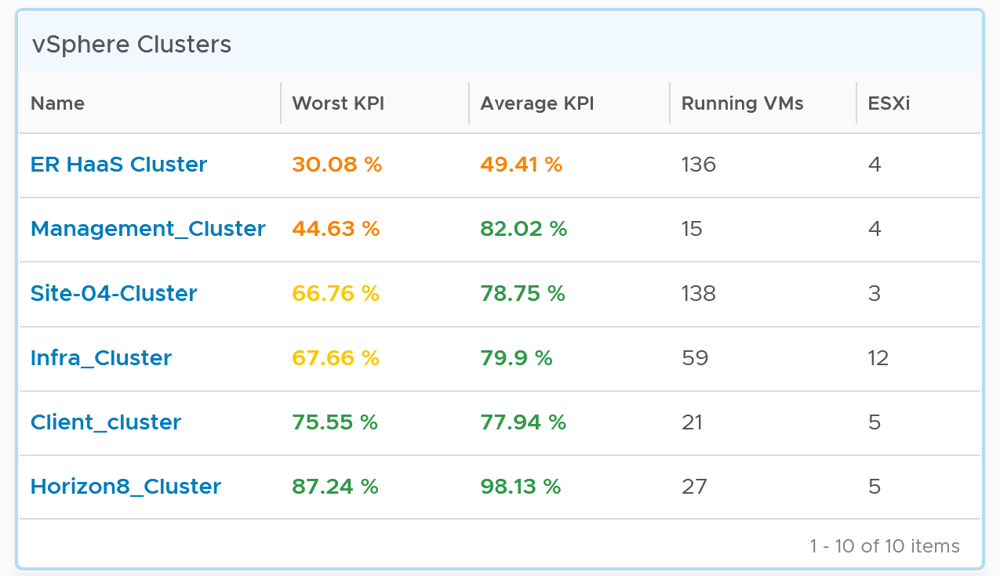 vSphere Clusters
Name Worst KPI Average KPI Running VMs ESXi
ER HaaS Cluster 30.08 % 49.41 % 136 4
Management_Cluster 44.63 % 82.02 % 15 4
Site-04-Cluster 66.76 % 78.75 % 138 3
Infra_Cluster 67.66 % 79.9 % 59 12
Client_cluster 75.55 % 77.94 % 21 5
Horizon8_Cluster 87.24 % 98.13 % 27 5
1 - 10 of 10 items